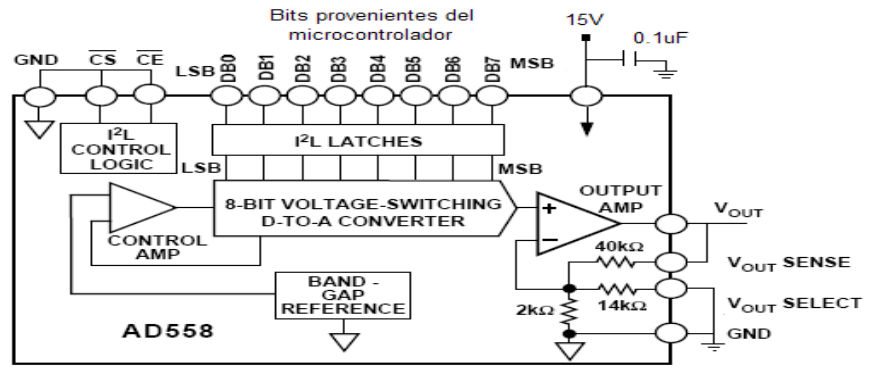 Bits provenientes del
microcontrolador
15V
0.1uF
GND CS CE
LSB DB0 DB1 DB2 DB3 DB4 DB5 DB6 DB7 MSB
I²L
CONTROL
LOGIC
I²L LATCHES
LSB MSB
8-BIT VOLTAGE-SWITCHING
D-TO-A CONVERTER
CONTROL
AMP
OUTPUT
AMP
+
−
VOUT
40kΩ
VOUT SENSE
14kΩ
VOUT SELECT
2kΩ
GND
BAND -
GAP
REFERENCE
AD558